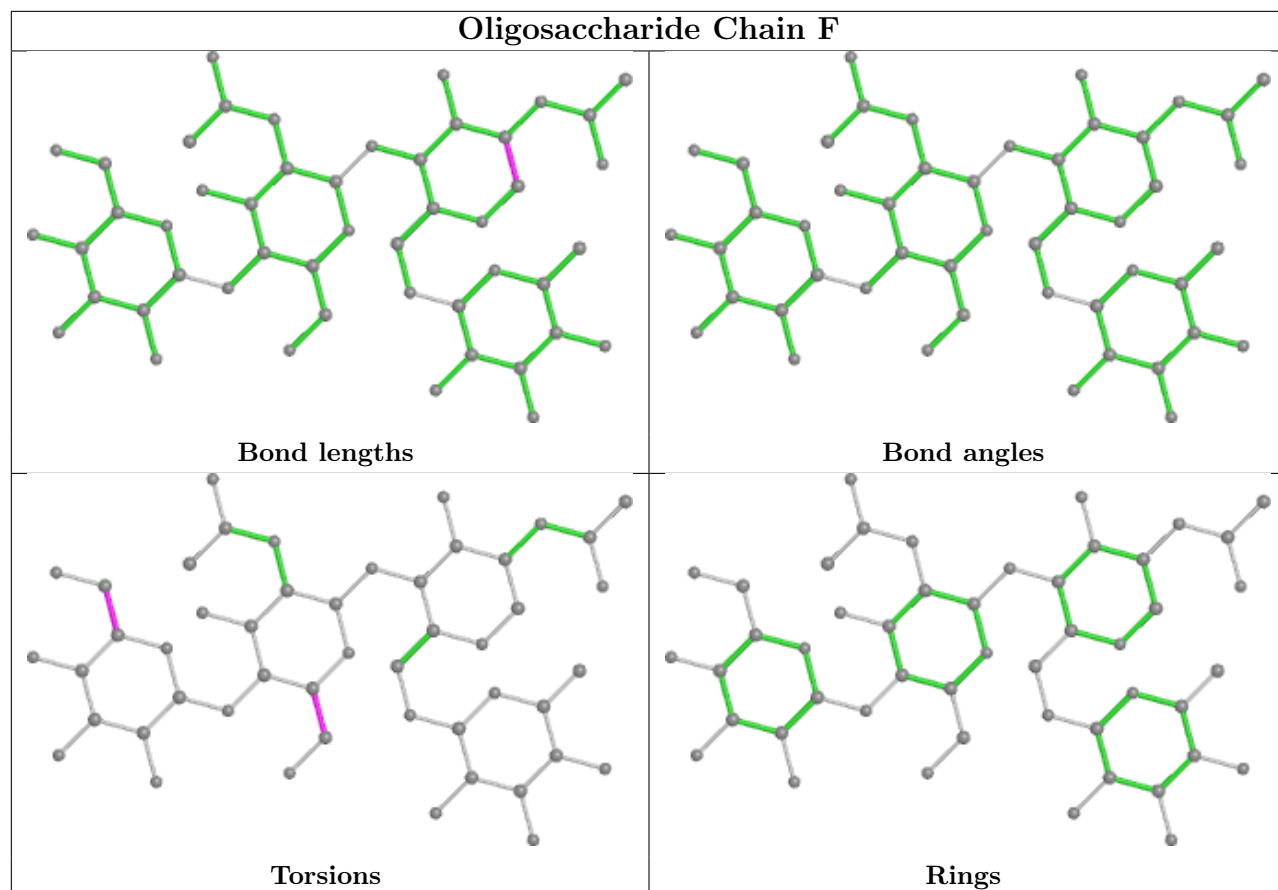 Oligosaccharide Chain F
Bond lengths
Bond angles
Torsions
Rings